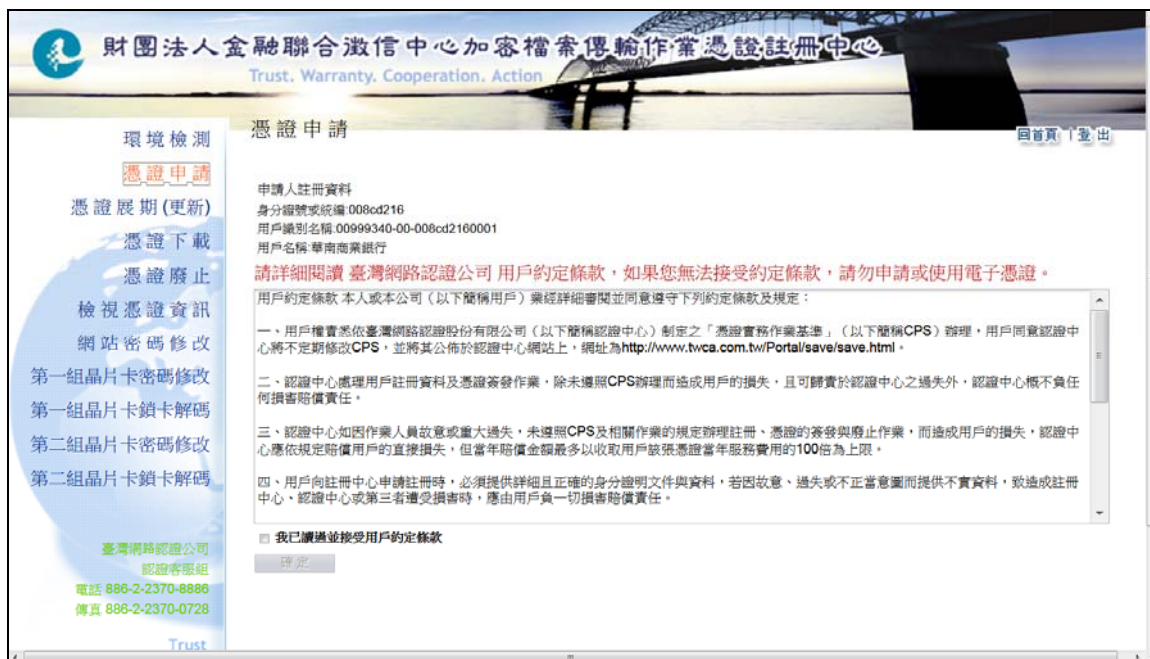 財團法人金融聯合徵信中心加密檔案傳輸作業憑證註冊中心
Trust. Warranty. Cooperation. Action
憑證申請
回首頁 | 登出
環境檢測
憑證申請
憑證展期(更新)
憑證下載
憑證廢止
檢視憑證資訊
網站密碼修改
第一組晶片卡密碼修改
第一組晶片卡鎖卡解碼
第二組晶片卡密碼修改
第二組晶片卡鎖卡解碼
臺灣網路認證公司
認證客服組
電話 886-2-2370-8886
傳真 886-2-2370-0728
Trust
申請人註冊資料
身分證號或統編:008cd216
用戶識別名稱:00999340-00-008cd2160001
用戶名稱:華南商業銀行
請詳細閱讀 臺灣網路認證公司 用戶約定條款，如果您無法接受約定條款，請勿申請或使用電子憑證。
用戶約定條款 本人或本公司（以下簡稱用戶）業經詳細審閱並同意遵守下列約定條款及規定：
一、用戶權責悉依臺灣網路認證股份有限公司（以下簡稱認證中心）制定之「憑證實務作業基準」（以下簡稱CPS）辦理，用戶同意認證中
心將不定期修改CPS，並將其公佈於認證中心網站上，網址為http://www.twca.com.tw/Portal/save/save.html。
二、認證中心處理用戶註冊資料及憑證簽發作業，除未遵照CPS辦理而造成用戶的損失，且可歸責於認證中心之過失外，認證中心概不負任
何損害賠償責任。
三、認證中心如因作業人員故意或重大過失，未遵照CPS及相關作業的規定辦理註冊、憑證的簽發與廢止作業，而造成用戶的損失，認證中
心應依規定賠償用戶的直接損失，但當年賠償金額最多以收取用戶該張憑證當年服務費用的100倍為上限。
四、用戶向註冊中心申請註冊時，必須提供詳細且正確的身分證明文件與資料，若因故意、過失或不正當意圖而提供不實資料，致造成註冊
中心、認證中心或第三者遭受損害時，應由用戶負一切損害賠償責任。
我已讀過並接受用戶約定條款
確定